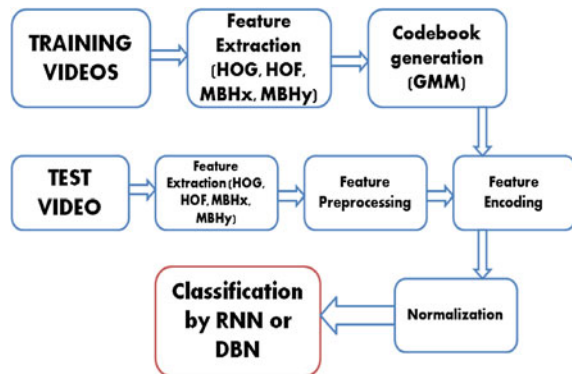 TRAINING
VIDEOS
Feature
Extraction
(HOG, HOF,
MBHx, MBHy)
Codebook
generation
(GMM)
TEST
VIDEO
Feature
Extraction (HOG,
HOF, MBHx,
MBHy)
Feature
Preprocessing
Feature
Encoding
Classification
by RNN or
DBN
Normalization